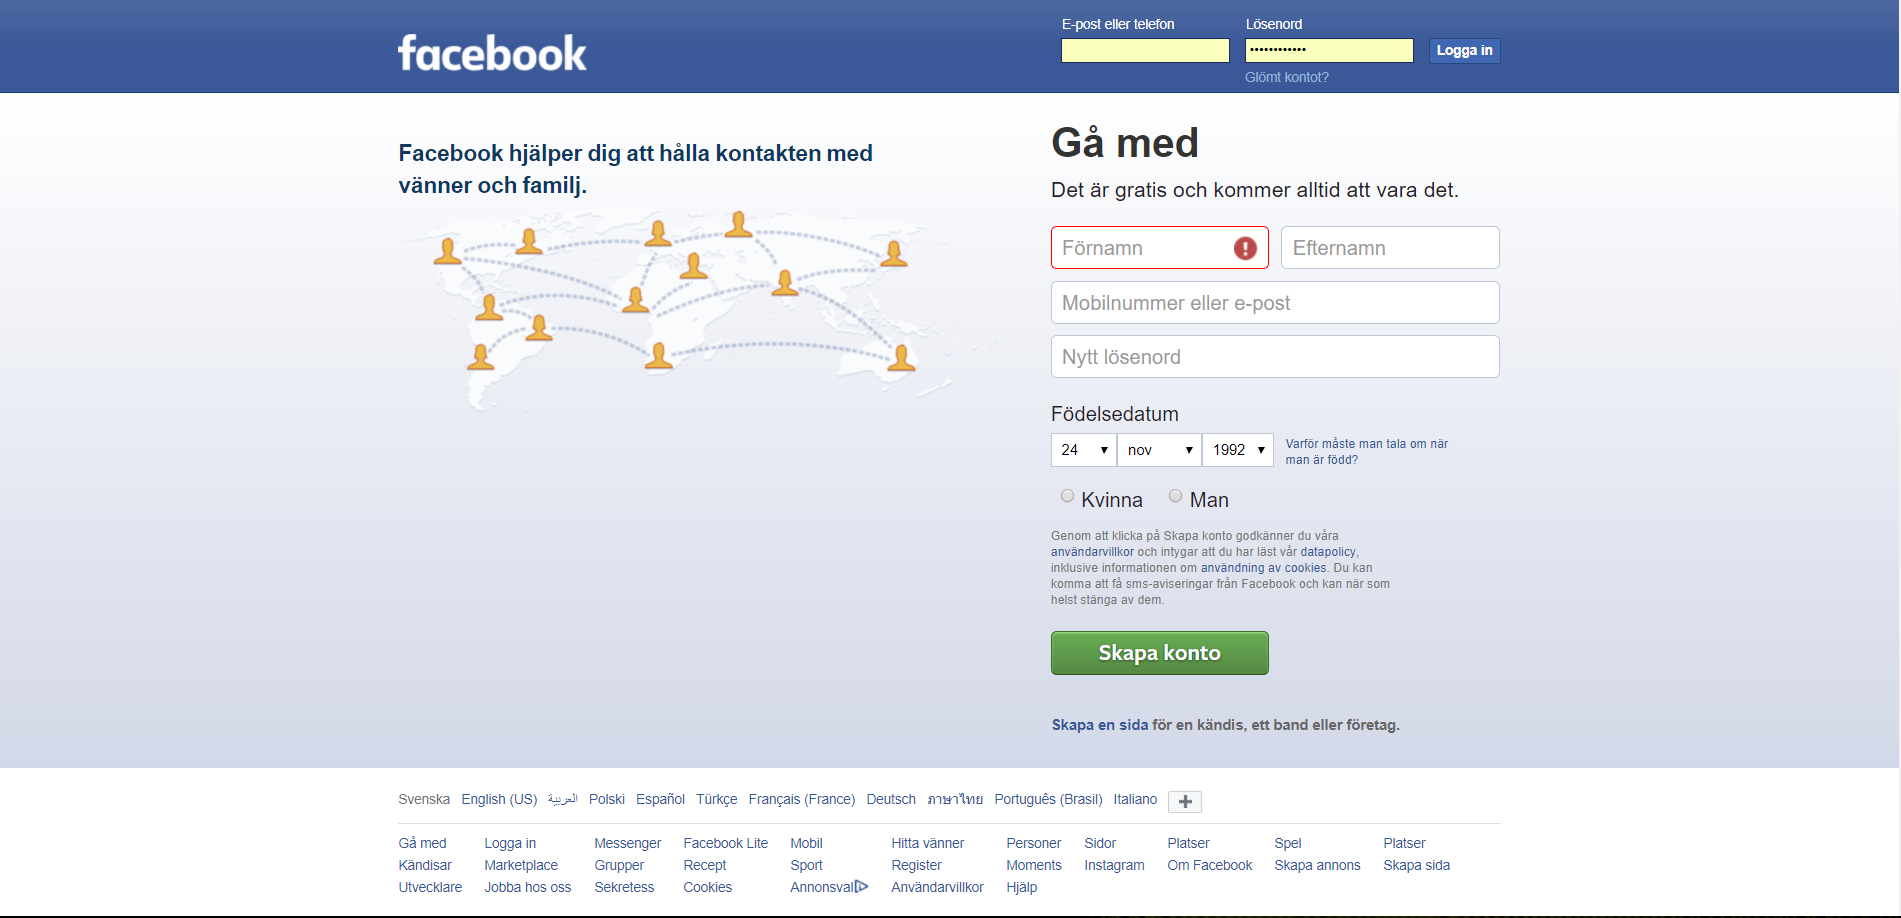 facebook
E-post eller telefon
Lösenord
••••••••••••
Logga in
Glömt kontot?
Facebook hjälper dig att hålla kontakten med
vänner och familj.
Gå med
Det är gratis och kommer alltid att vara det.
Förnamn
Efternamn
Mobilnummer eller e-post
Nytt lösenord
Födelsedatum
24 nov 1992
Varför måste man tala om när
man är född?
Kvinna Man
Genom att klicka på Skapa konto godkänner du våra
användarvillkor och intygar att du har läst vår datapolicy,
inklusive informationen om användning av cookies. Du kan
komma att få sms-aviseringar från Facebook och kan när som
helst stänga av dem.
Skapa konto
Skapa en sida för en kändis, ett band eller företag.
Svenska English (US) العربية Polski Español Türkçe Français (France) Deutsch ภาษาไทย Português (Brasil) Italiano
Gå med Logga in Messenger Facebook Lite Mobil Hitta vänner Personer Sidor Platser Spel Platser
Kändisar Marketplace Grupper Recept Sport Register Moments Instagram Om Facebook Skapa annons Skapa sida
Utvecklare Jobba hos oss Sekretess Cookies Annonsval Användarvillkor Hjälp